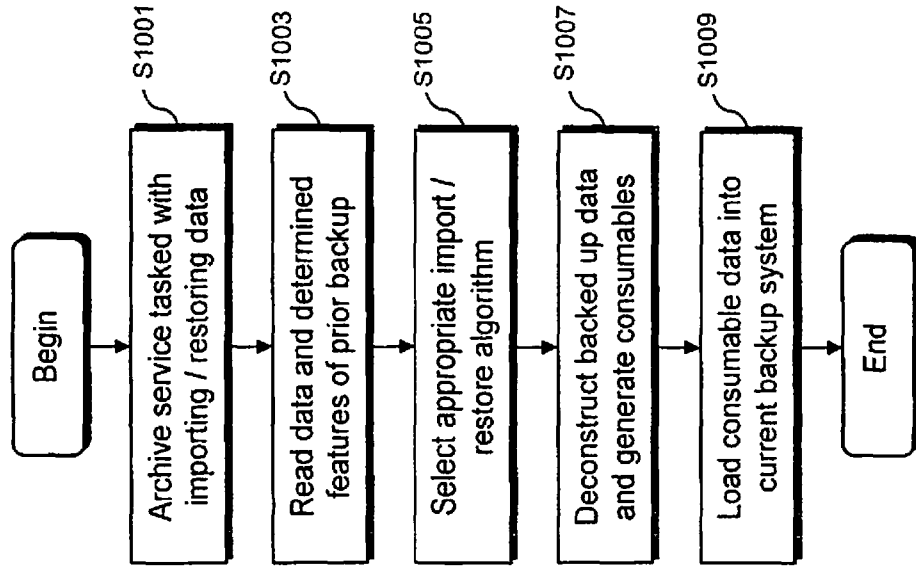 Begin
Archive service tasked with
importing / restoring data
S1001
Read data and determined
features of prior backup
S1003
Select appropriate import /
restore algorithm
S1005
Deconstruct backed up data
and generate consumables
S1007
Load consumable data into
current backup system
S1009
End